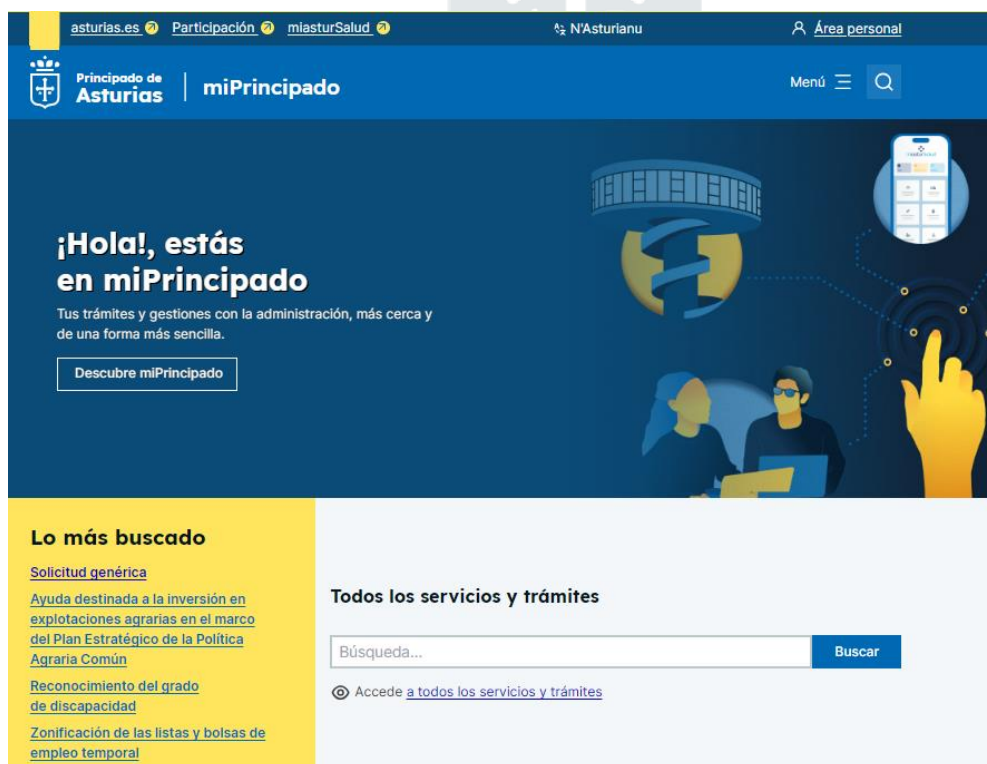 asturias.es Participación miasturSalud N'Asturianu Área personal
Principado de
Asturias
miPrincipado
Menú
¡Hola!, estás
en miPrincipado
Tus trámites y gestiones con la administración, más cerca y
de una forma más sencilla.
Descubre miPrincipado
Lo más buscado
Solicitud genérica
Ayuda destinada a la inversión en
explotaciones agrarias en el marco
del Plan Estratégico de la Política
Agraria Común
Reconocimiento del grado
de discapacidad
Zonificación de las listas y bolsas de
empleo temporal
Todos los servicios y trámites
Búsqueda...
Buscar
Accede a todos los servicios y trámites